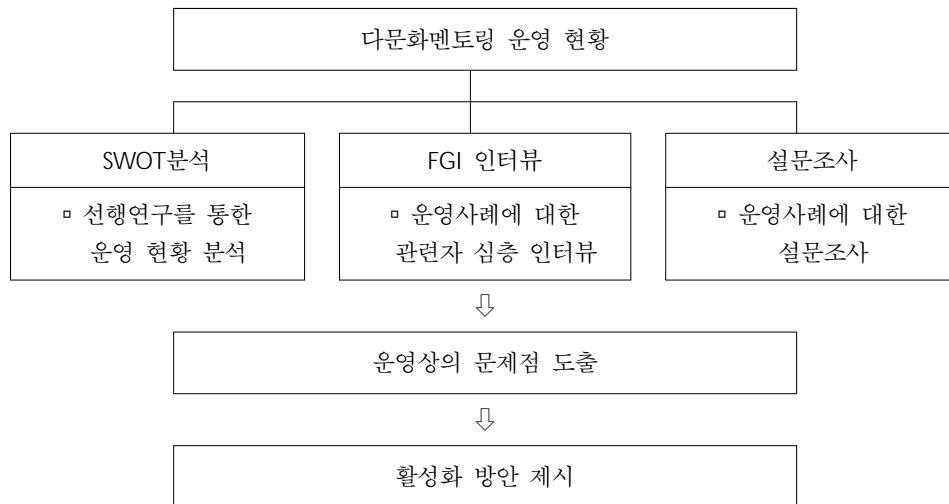 다문화멘토링 운영 현황
SWOT분석
▫ 선행연구를 통한
운영 현황 분석
FGI 인터뷰
▫ 운영사례에 대한
관련자 심층 인터뷰
설문조사
▫ 운영사례에 대한
설문조사
⇩
운영상의 문제점 도출
⇩
활성화 방안 제시